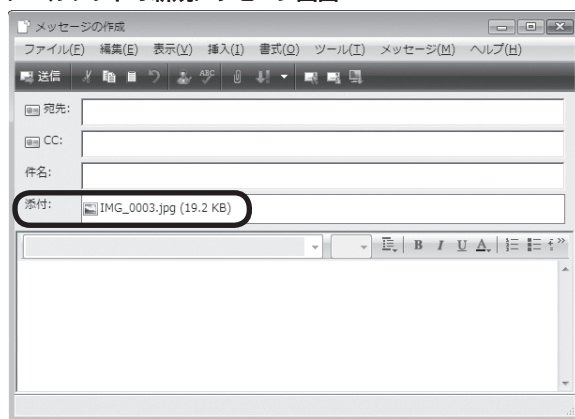 メッセージの作成
ファイル(F) 編集(E) 表示(V) 挿入(I) 書式(O) ツール(T) メッセージ(M) ヘルプ(H)
送信
宛先:
CC:
件名:
添付: IMG_0003.jpg (19.2 KB)
B I U A